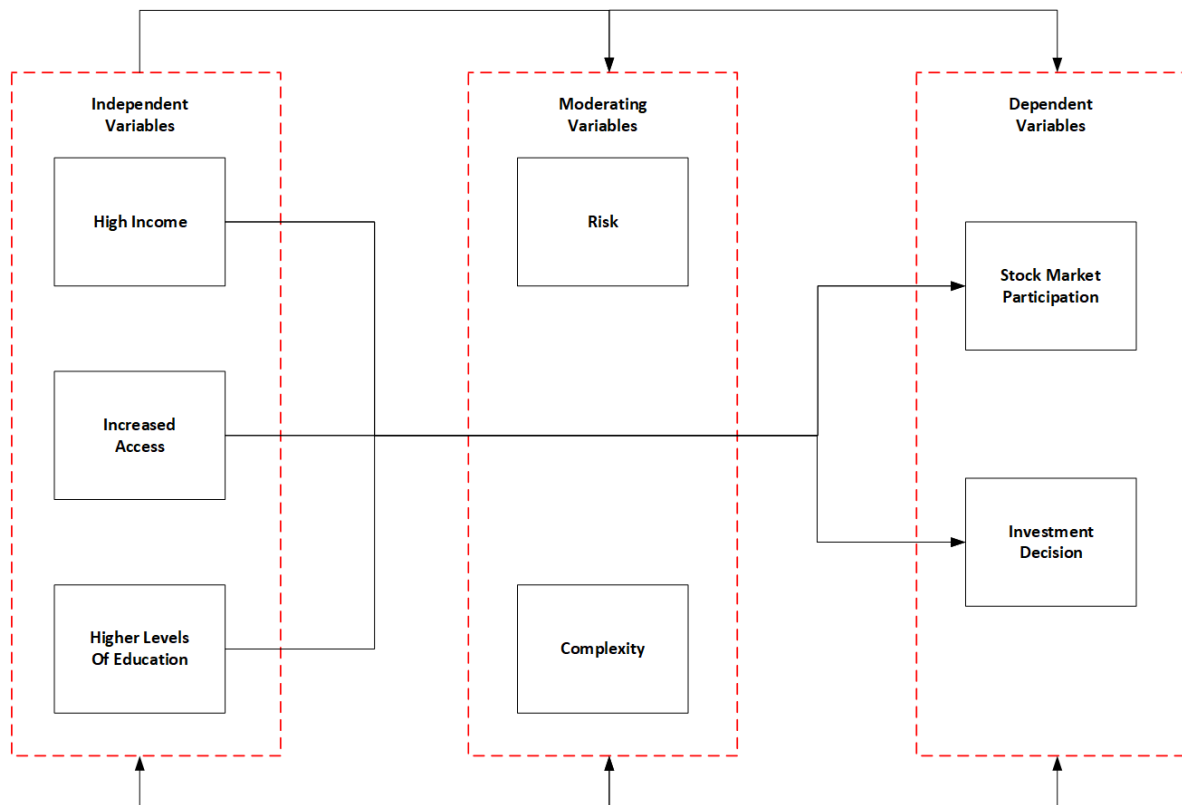 Independent
Variables
High Income
Increased
Access
Higher Levels
Of Education
Moderating
Variables
Risk
Complexity
Dependent
Variables
Stock Market
Participation
Investment
Decision